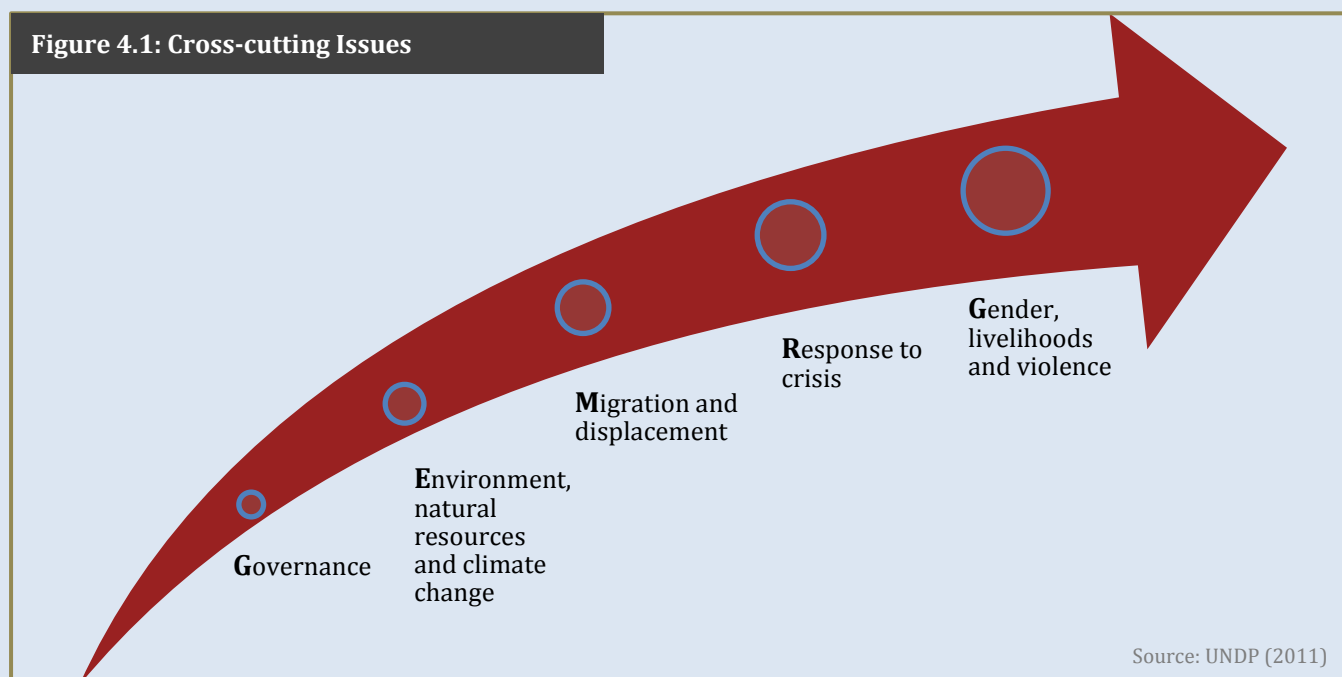 Figure 4.1: Cross-cutting Issues
Governance
Environment,
natural
resources
and climate
change
Migration and
displacement
Response to
crisis
Gender,
livelihoods
and violence
Source: UNDP (2011)